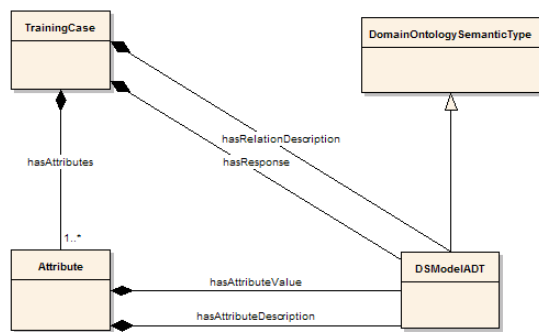 TrainingCase
DomainOntologySemanticType
hasRelationDescription
hasResponse
hasAttributes
1..*
Attribute
DSModelADT
hasAttributeValue
hasAttributeDescription